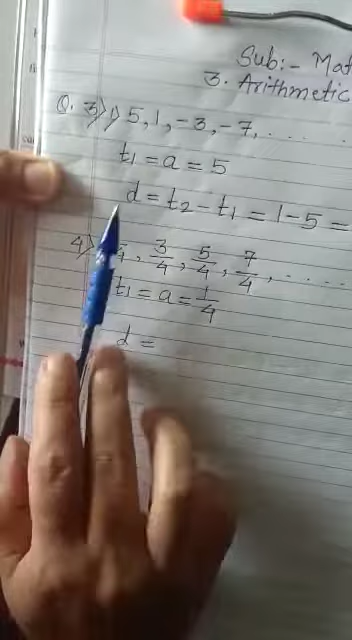 Sub:- Mat
3. Arithmetic
Q. 3) 1) 5, 1, -3, -7, ....
t₁ = a = 5
d = t₂ - t₁ = 1-5 =
4) , 3/4, 5/4, 7/4, ....
t₁ = a = 1/4
d =